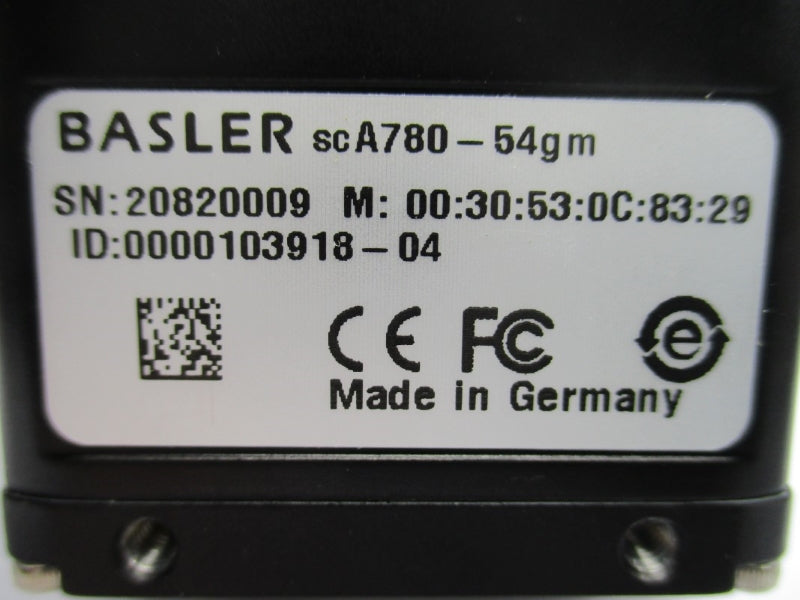 BASLER scA780-54gm
SN:20820009 M: 00:30:53:0C:83:29
ID:0000103918-04
CE FC e
Made in Germany